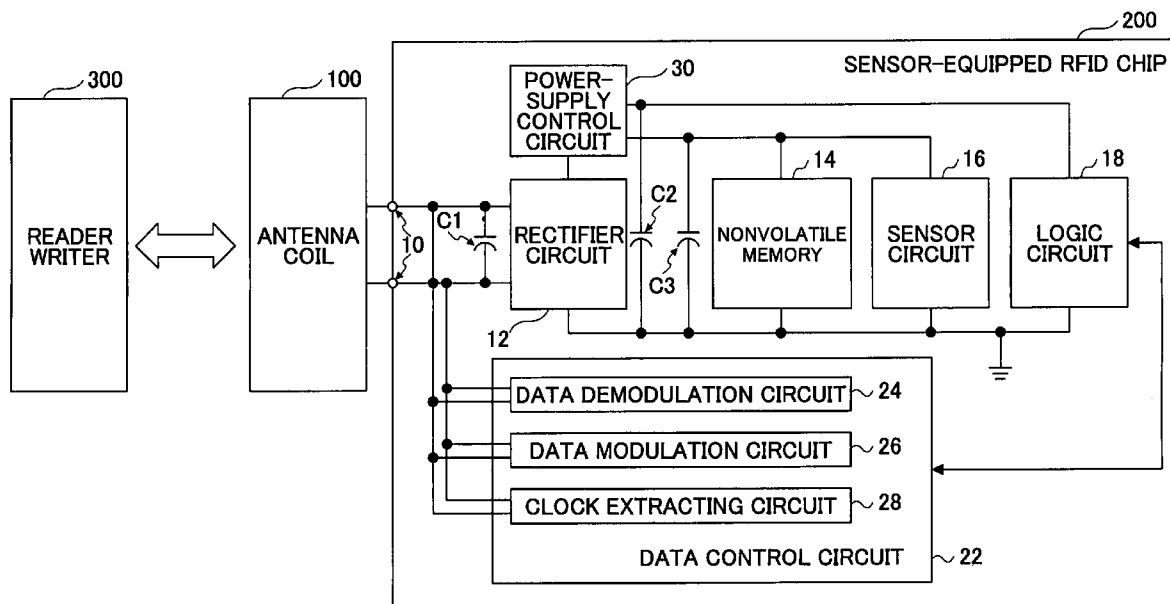 200
SENSOR-EQUIPPED RFID CHIP
300
100
30
POWER-
SUPPLY
CONTROL
CIRCUIT
14
16
18
READER
WRITER
ANTENNA
COIL
10
C1
RECTIFIER
CIRCUIT
C2
C3
NONVOLATILE
MEMORY
SENSOR
CIRCUIT
LOGIC
CIRCUIT
12
DATA DEMODULATION CIRCUIT
24
DATA MODULATION CIRCUIT
26
CLOCK EXTRACTING CIRCUIT
28
DATA CONTROL CIRCUIT
22